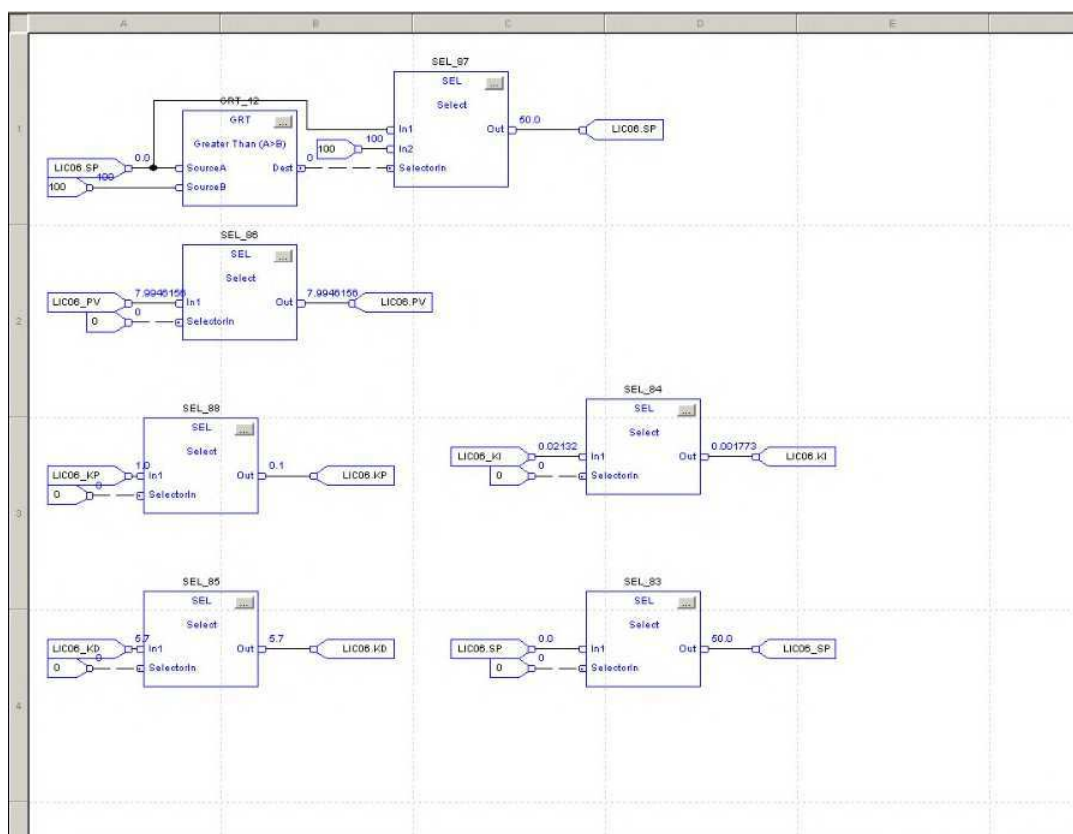 A B C D E
1
SEL_87
SEL
...
Select
In1
In2
SelectorIn
Out
50.0
LIC06.SP
GRT_42
GRT
...
Greater Than (A>B)
SourceA
SourceB
Dest
0
LIC06.SP
0.0
100
100
100
100
2
SEL_86
SEL
...
Select
LIC06_PV
7.9946156
In1
Out
7.9946156
LIC06.PV
0
0
SelectorIn
3
SEL_88
SEL
...
Select
LIC06_KP
1.0
In1
Out
0.1
LIC06.KP
0
0
SelectorIn
SEL_84
SEL
...
Select
LIC06_KI
0.02132
In1
Out
0.001773
LIC06.KI
0
0
SelectorIn
4
SEL_85
SEL
...
Select
LIC06_KD
5.7
In1
Out
5.7
LIC06.KD
0
0
SelectorIn
SEL_83
SEL
...
Select
LIC06.SP
0.0
In1
Out
50.0
LIC06_SP
0
0
SelectorIn